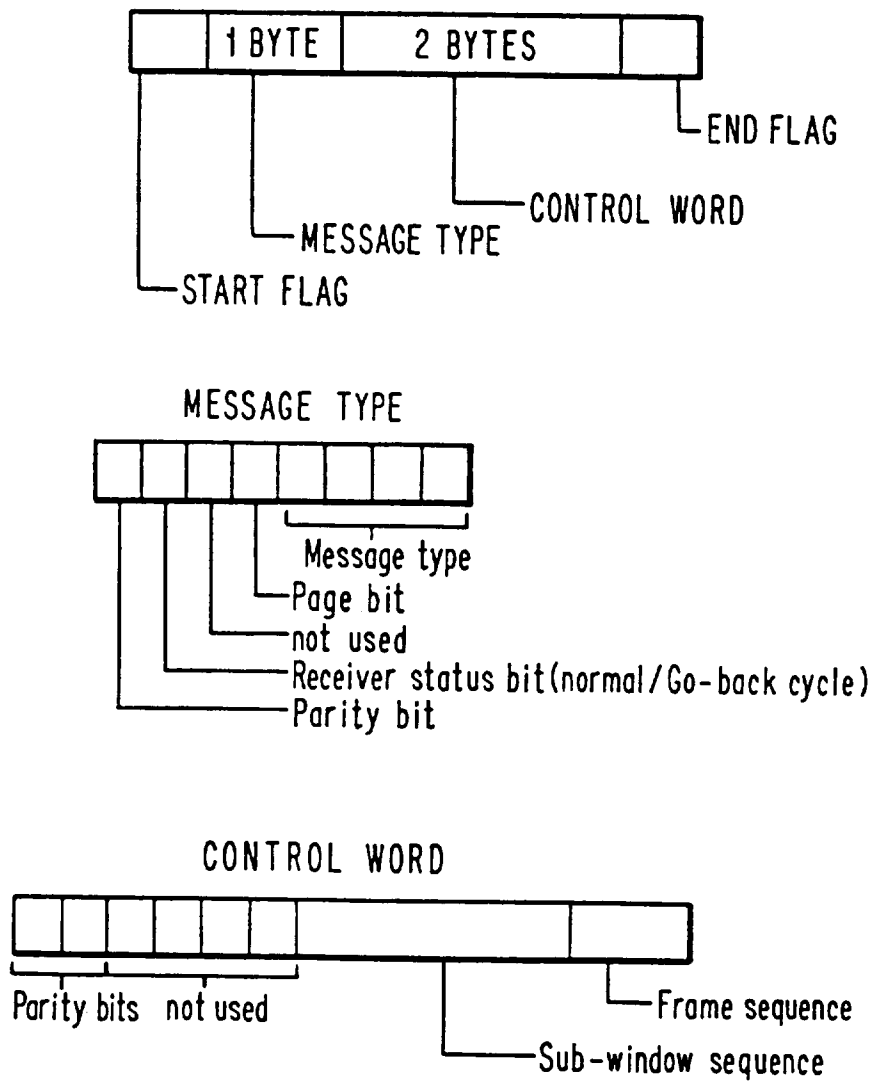 1 BYTE 2 BYTES
END FLAG
CONTROL WORD
MESSAGE TYPE
START FLAG
MESSAGE TYPE
Message type
Page bit
not used
Receiver status bit(normal/Go-back cycle)
Parity bit
CONTROL WORD
Parity bits not used
Frame sequence
Sub-window sequence